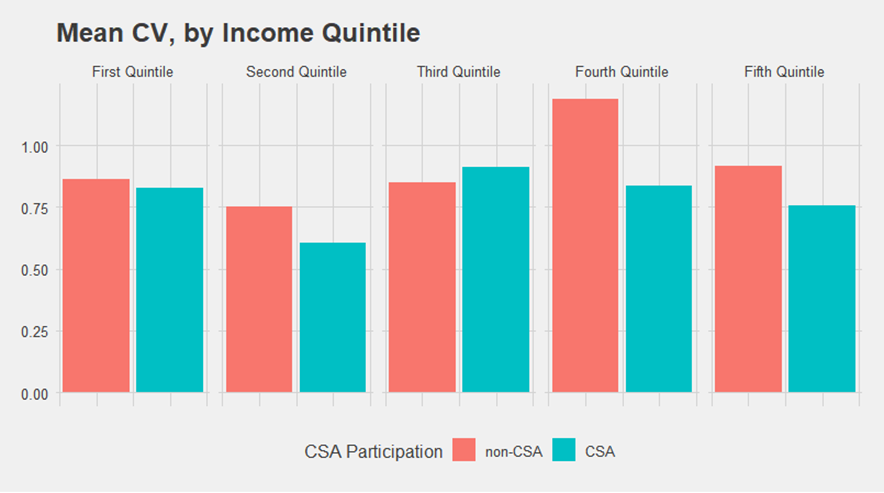 Mean CV, by Income Quintile
First Quintile Second Quintile Third Quintile Fourth Quintile Fifth Quintile
1.00
0.75
0.50
0.25
0.00
CSA Participation non-CSA CSA